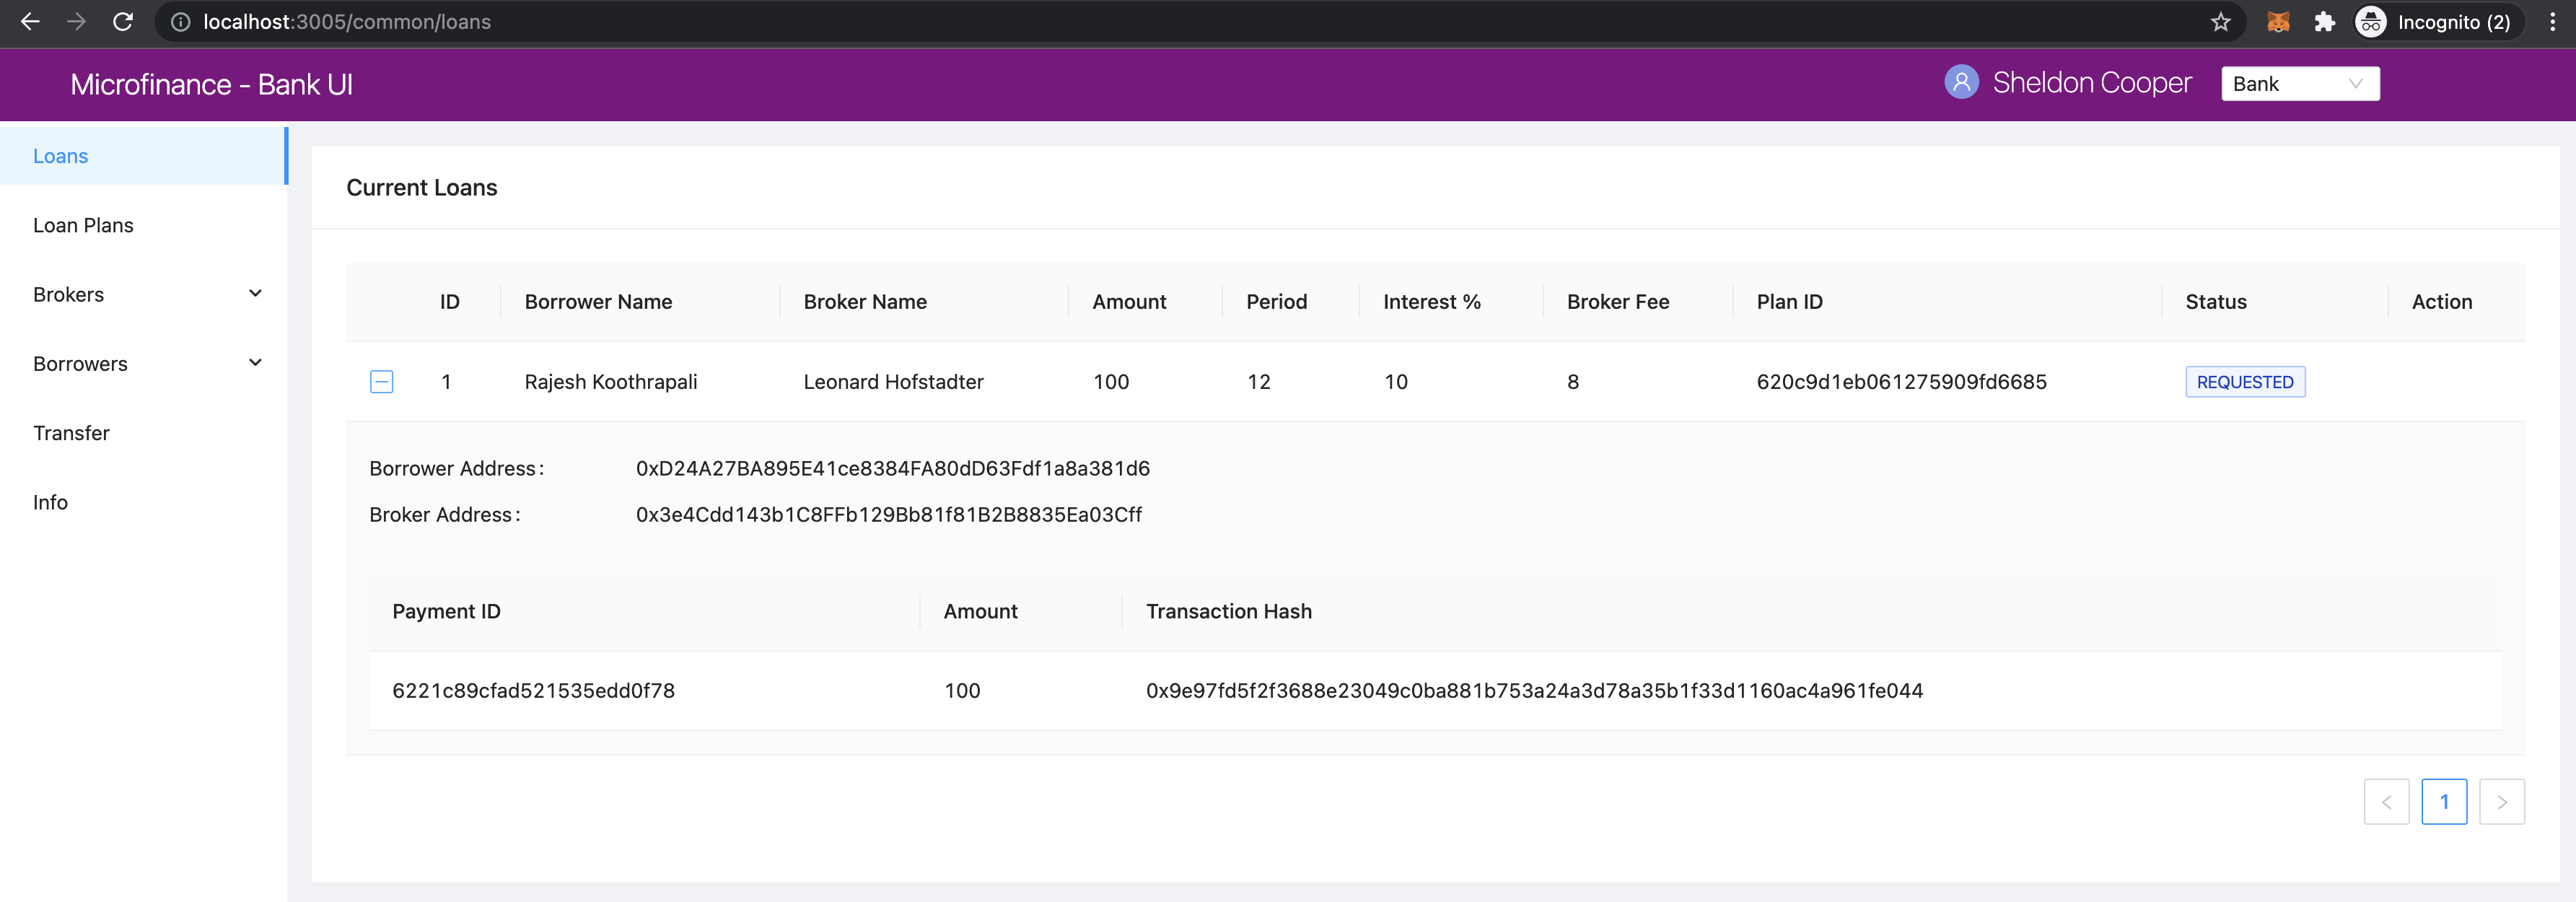 localhost:3005/common/loans
Incognito (2)
Microfinance - Bank UI
Sheldon Cooper
Bank
Loans
Loan Plans
Brokers
Borrowers
Transfer
Info
Current Loans
ID Borrower Name Broker Name Amount Period Interest % Broker Fee Plan ID Status Action
1 Rajesh Koothrapali Leonard Hofstadter 100 12 10 8 620c9d1eb061275909fd6685 REQUESTED
Borrower Address: 0xD24A27BA895E41ce8384FA80dD63Fdf1a8a381d6
Broker Address: 0x3e4Cdd143b1C8FFb129Bb81f81B2B8835Ea03Cff
Payment ID Amount Transaction Hash
6221c89cfad521535edd0f78 100 0x9e97fd5f2f3688e23049c0ba881b753a24a3d78a35b1f33d1160ac4a961fe044
1